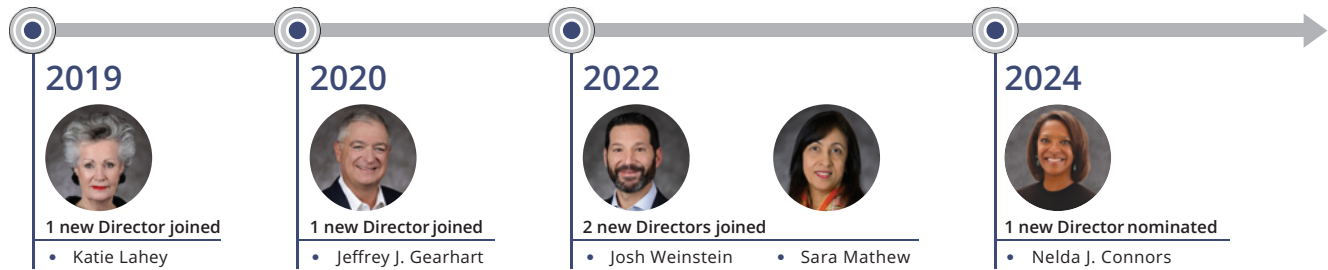 2019
1 new Director joined
• Katie Lahey
2020
1 new Director joined
• Jeffrey J. Gearhart
2022
2 new Directors joined
• Josh Weinstein
• Sara Mathew
2024
1 new Director nominated
• Nelda J. Connors